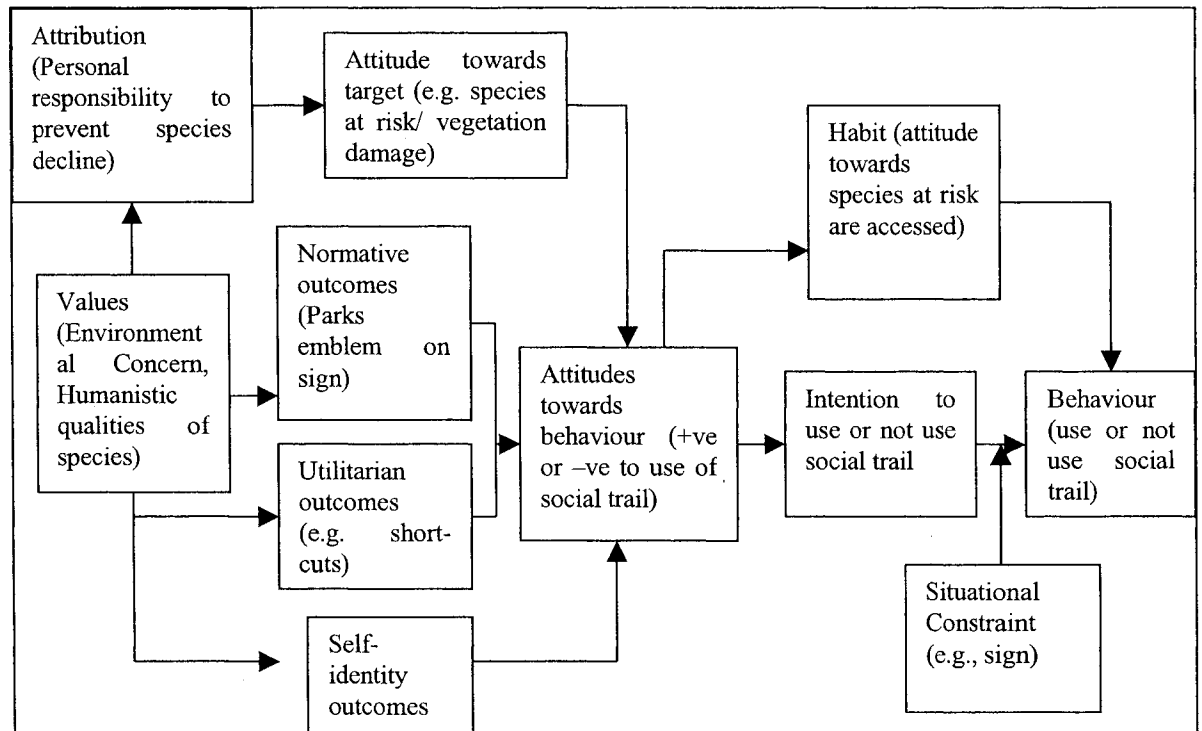 Attribution
(Personal
responsibility to
prevent species
decline)
Attitude towards
target (e.g. species
at risk/ vegetation
damage)
Habit (attitude
towards
species at risk
are accessed)
Values
(Environment
al Concern,
Humanistic
qualities of
species)
Normative
outcomes
(Parks
emblem on
sign)
Utilitarian
outcomes
(e.g. short-
cuts)
Self-
identity
outcomes
Attitudes
towards
behaviour (+ve
or –ve to use of
social trail)
Intention to
use or not use
social trail
Behaviour
(use or not
use social
trail)
Situational
Constraint
(e.g., sign)